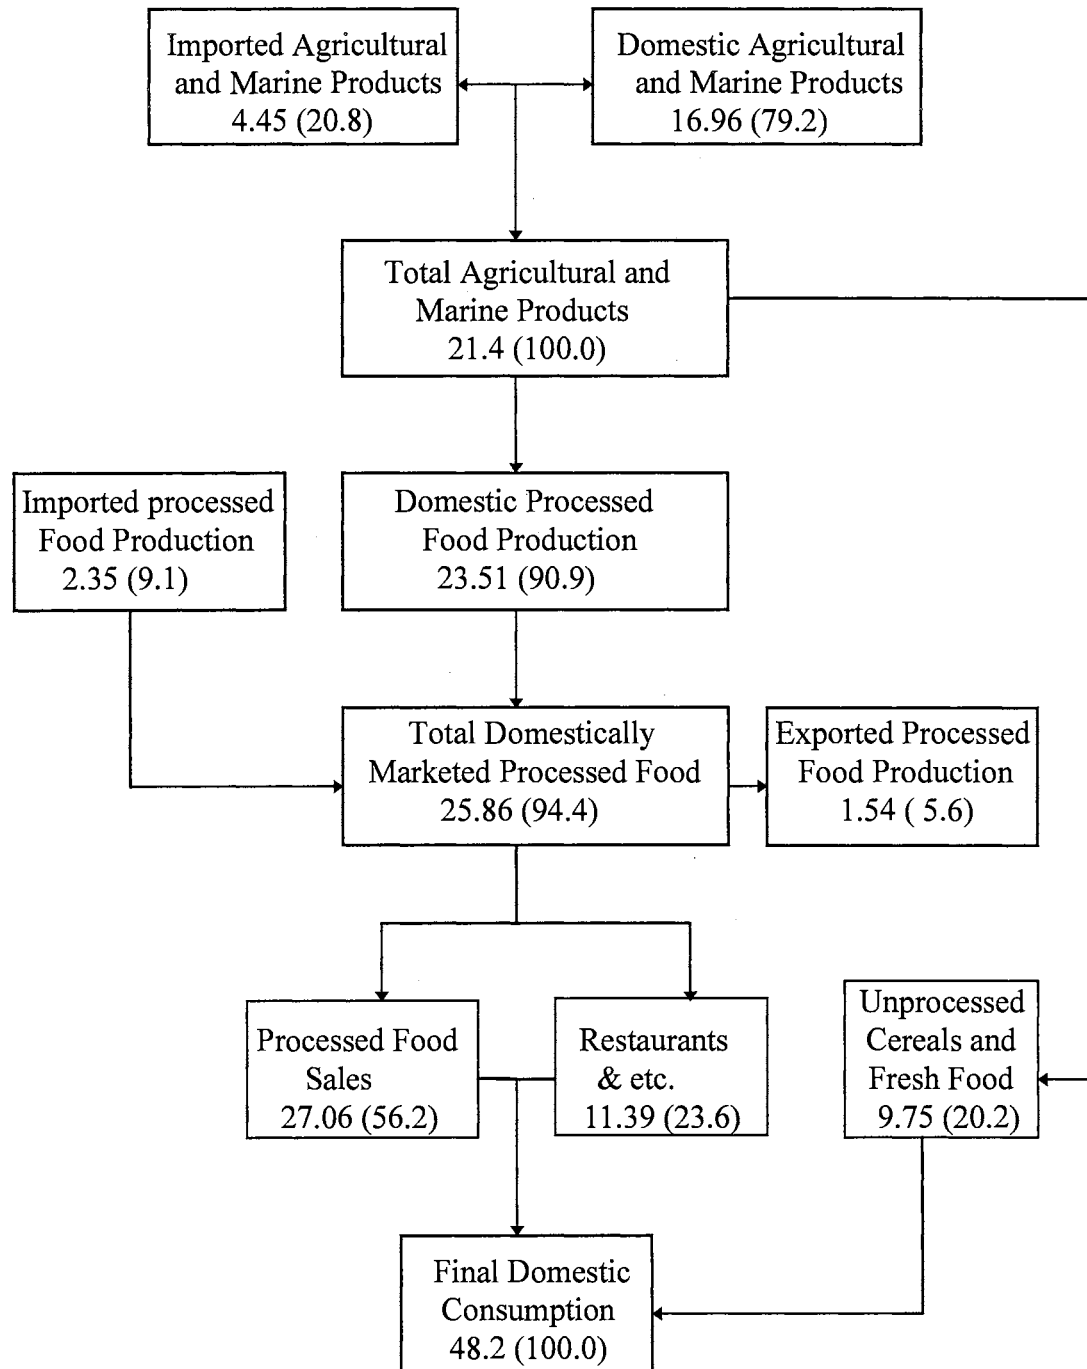 Imported Agricultural
and Marine Products
4.45 (20.8)
Domestic Agricultural
and Marine Products
16.96 (79.2)
Total Agricultural and
Marine Products
21.4 (100.0)
Imported processed
Food Production
2.35 (9.1)
Domestic Processed
Food Production
23.51 (90.9)
Total Domestically
Marketed Processed Food
25.86 (94.4)
Exported Processed
Food Production
1.54 ( 5.6)
Processed Food
Sales
27.06 (56.2)
Restaurants
& etc.
11.39 (23.6)
Unprocessed
Cereals and
Fresh Food
9.75 (20.2)
Final Domestic
Consumption
48.2 (100.0)